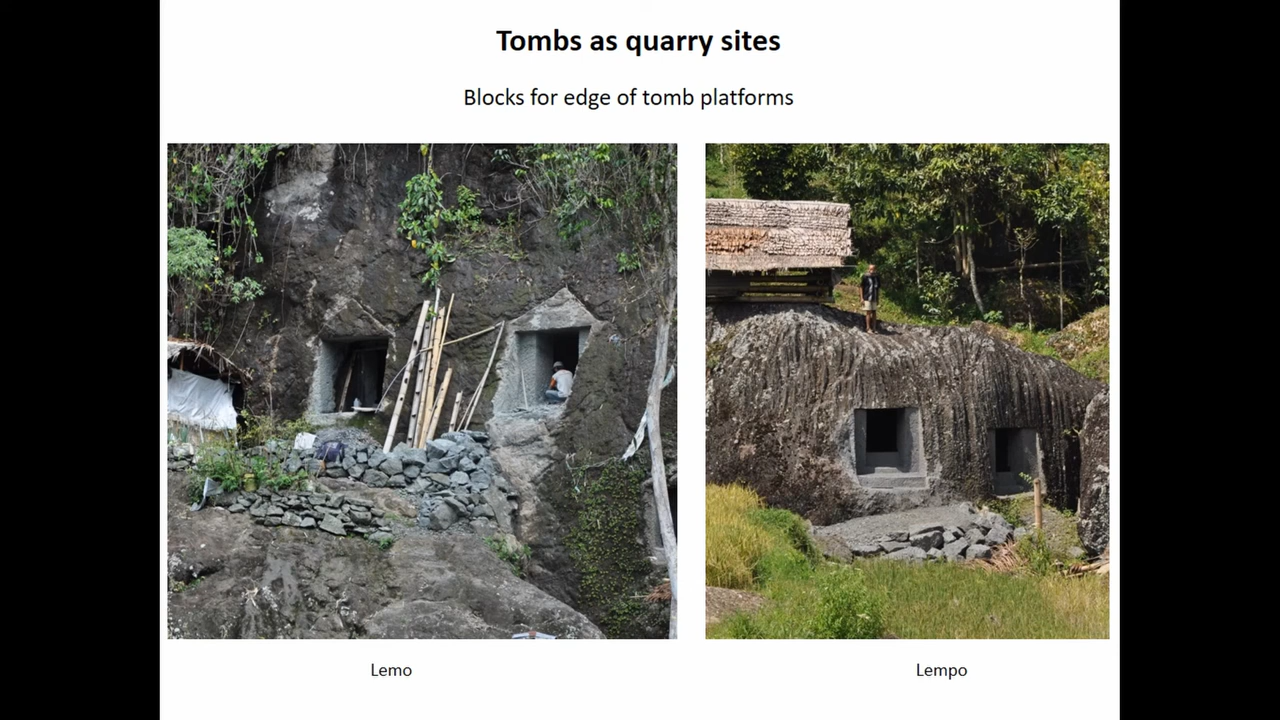 Tombs as quarry sites
Blocks for edge of tomb platforms
Lemo
Lempo